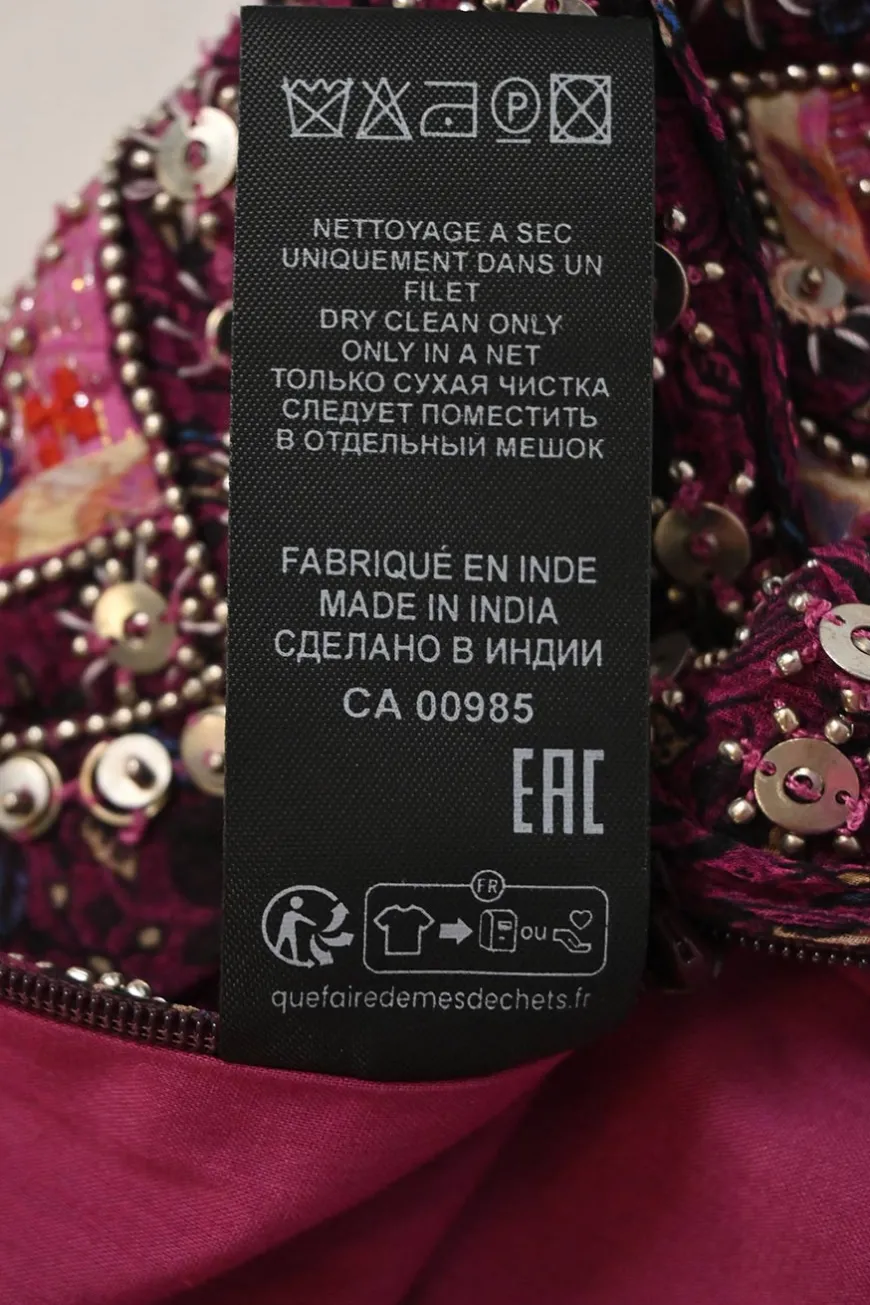 P
NETTOYAGE A SEC
UNIQUEMENT DANS UN
FILET
DRY CLEAN ONLY
ONLY IN A NET
ТОЛЬКО СУХАЯ ЧИСТКА
СЛЕДУЕТ ПОМЕСТИТЬ
В ОТДЕЛЬНЫЙ МЕШОК
FABRIQUÉ EN INDE
MADE IN INDIA
СДЕЛАНО В ИНДИИ
CA 00985
EAC
FR
ou
quefairedemesdechets.fr